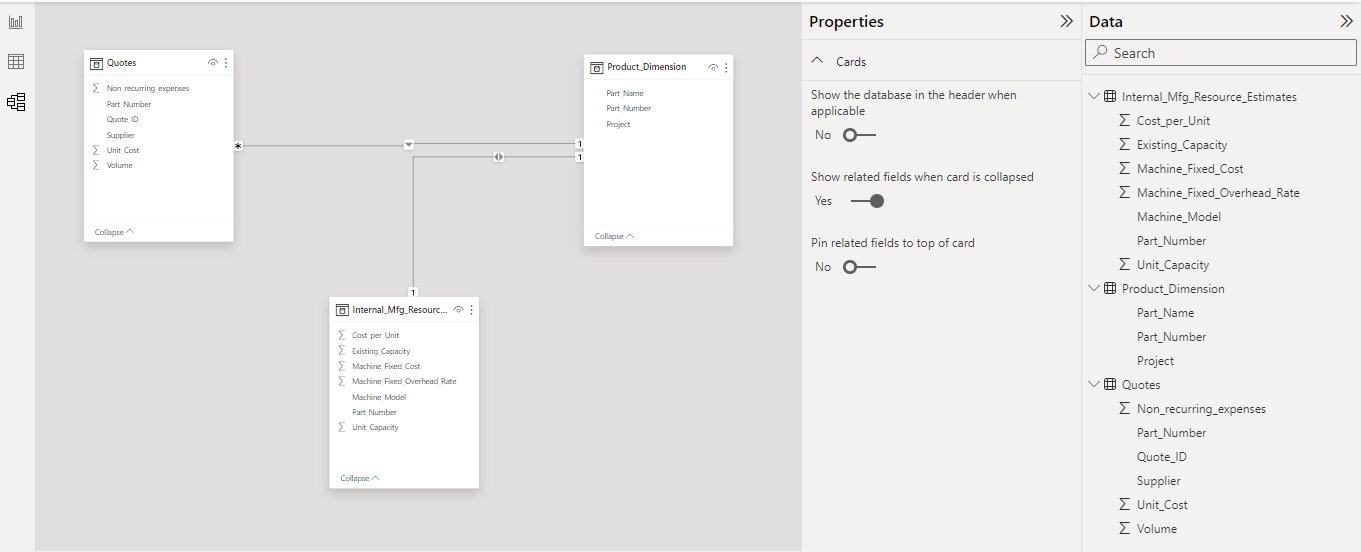 Quotes
Non_recurring_expenses
Part_Number
Quote_ID
Supplier
Unit_Cost
Volume
Collapse
*
1
1
Product_Dimension
Part_Name
Part_Number
Project
Collapse
1
Internal_Mfg_Resourc...
Cost_per_Unit
Existing_Capacity
Machine_Fixed_Cost
Machine_Fixed_Overhead_Rate
Machine_Model
Part_Number
Unit_Capacity
Collapse
Properties
Cards
Show the database in the header when
applicable
No
Show related fields when card is collapsed
Yes
Pin related fields to top of card
No
Data
Search
Internal_Mfg_Resource_Estimates
Cost_per_Unit
Existing_Capacity
Machine_Fixed_Cost
Machine_Fixed_Overhead_Rate
Machine_Model
Part_Number
Unit_Capacity
Product_Dimension
Part_Name
Part_Number
Project
Quotes
Non_recurring_expenses
Part_Number
Quote_ID
Supplier
Unit_Cost
Volume